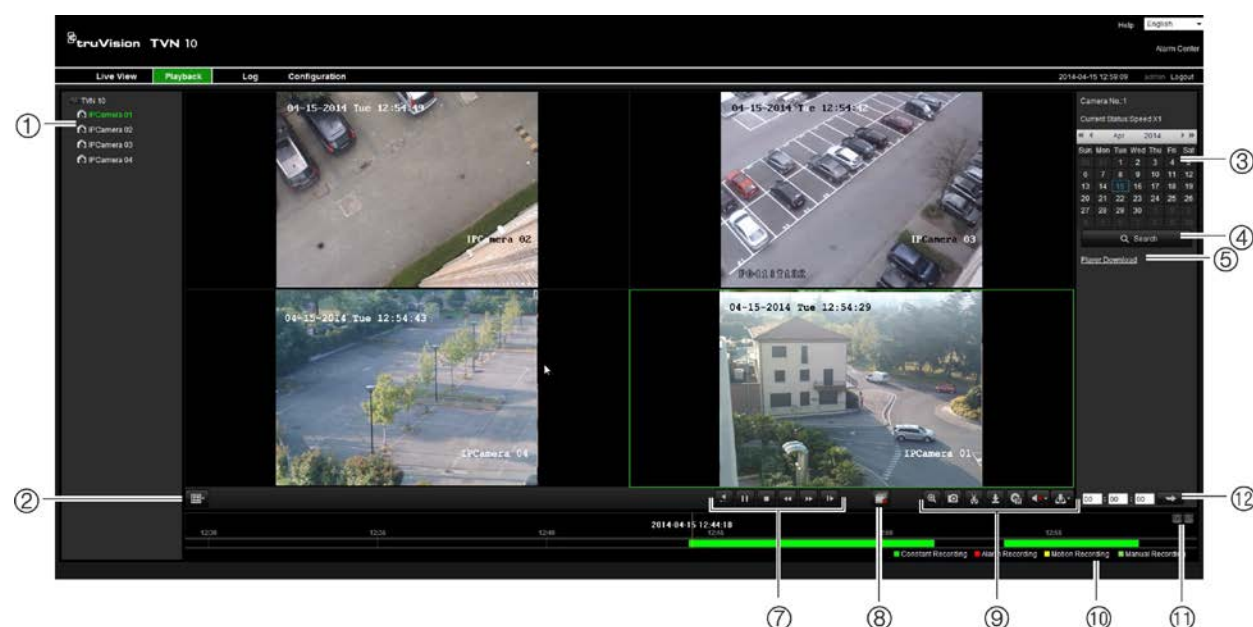 Help English
truVision TVN 10
Alarm Center
Live View Playback Log Configuration 2014-04-15 12:59:09 admin Logout
TVN 10
IPCamera 01
IPCamera 02
IPCamera 03
IPCamera 04
①
04-15-2014 Tue 12:54:49
IPCamera 02
04-15-2014 T e 12:54:42
IPCamera 03
04-15-2014 Tue 12:54:43
IPCamera 04
04-15-2014 Tue 12:54:29
IPCamera 01
Camera No.:1
Current Status:Speed X1
Apr 2014
Sun Mon Tue Wed Thu Fri Sat
1 2 3 4 5
6 7 8 9 10 11 12
13 14 15 16 17 18 19
20 21 22 23 24 25 26
27 28 29 30
③
Search
④
Player Download
⑤
②
00 : 00 : 00
⑫
2014-04-15 12:44:18
Constant Recording Alarm Recording Motion Recording Manual Recording
⑦ ⑧ ⑨ ⑩ ⑪